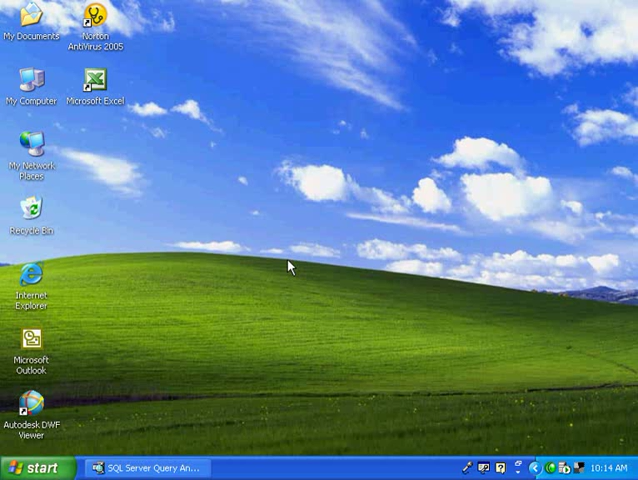 My Documents
Norton
AntiVirus 2005
My Computer
Microsoft Excel
My Network
Places
Recycle Bin
Internet
Explorer
Microsoft
Outlook
Autodesk DWF
Viewer
start
SQL Server Query An...
10:14 AM